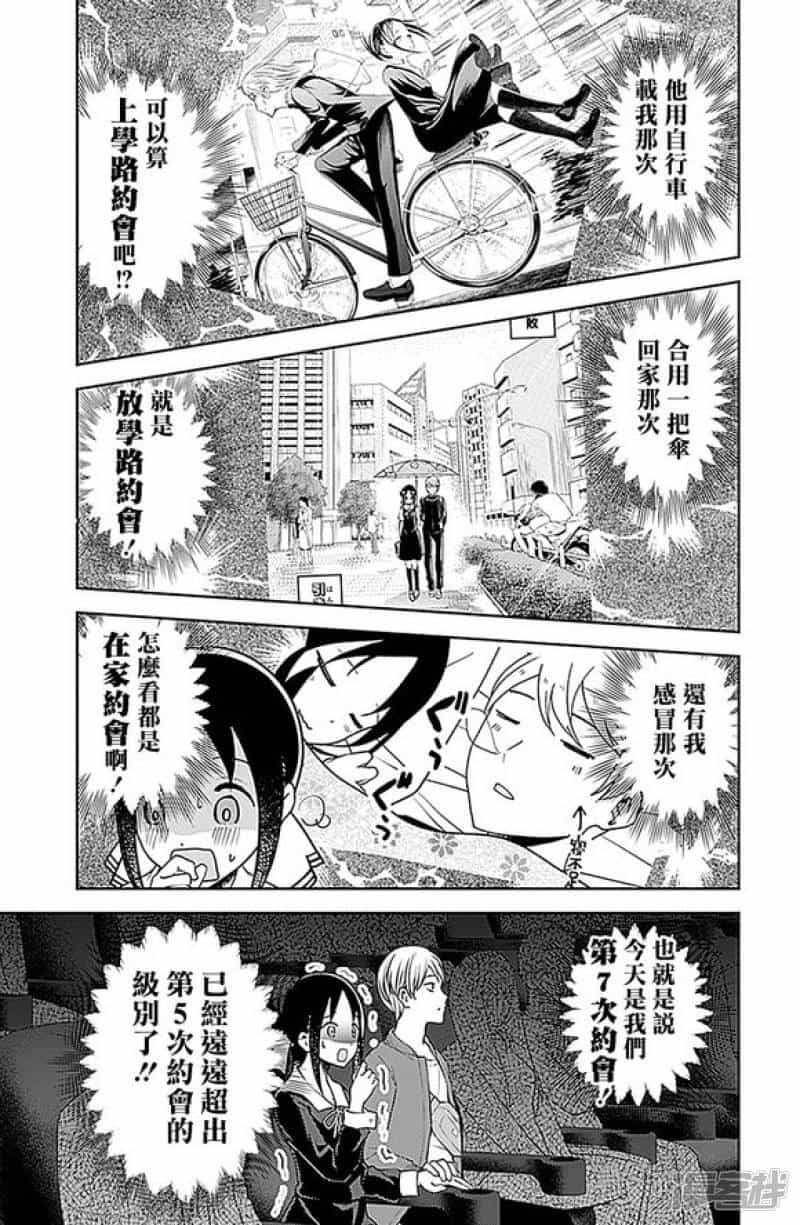 他用自行車
載我那次
可以算
上學路約會吧!?
敗
合用一把傘
回家那次
就是
放學路約會!
還有我
感冒那次
怎麼看都是
在家約會啊!
也就是說
今天是我們
第7次約會!
已經遠遠超出
第5次約會的
級別了!!